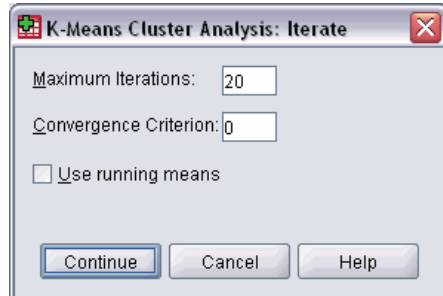 K-Means Cluster Analysis: Iterate
Maximum Iterations: 20
Convergence Criterion: 0
Use running means
Continue Cancel Help